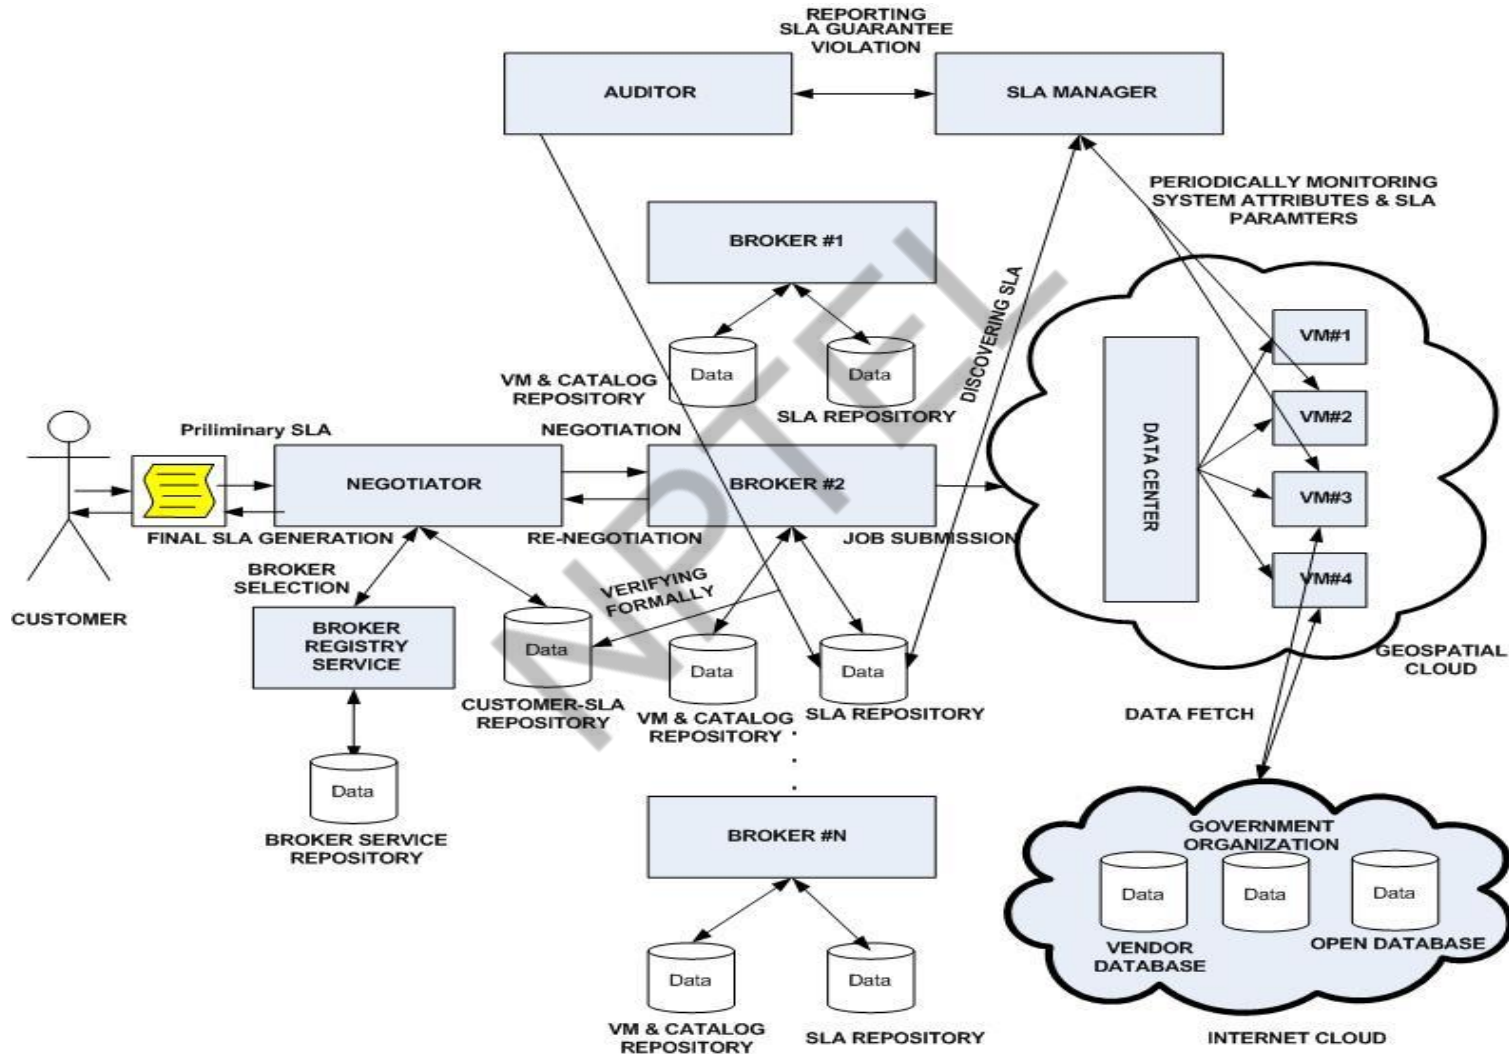 REPORTING
SLA GUARANTEE
VIOLATION
AUDITOR
SLA MANAGER
PERIODICALLY MONITORING
SYSTEM ATTRIBUTES & SLA
PARAMTERS
BROKER #1
DISCOVERING SLA
Data
Data
VM & CATALOG
REPOSITORY
SLA REPOSITORY
DATA CENTER
VM#1
VM#2
VM#3
VM#4
GEOSPATIAL
CLOUD
Priliminary SLA
NEGOTIATION
NEGOTIATOR
BROKER #2
FINAL SLA GENERATION
RE-NEGOTIATION
JOB SUBMISSION
CUSTOMER
BROKER
SELECTION
VERIFYING
FORMALLY
BROKER
REGISTRY
SERVICE
Data
CUSTOMER-SLA
REPOSITORY
Data
VM & CATALOG
REPOSITORY
Data
SLA REPOSITORY
DATA FETCH
Data
BROKER SERVICE
REPOSITORY
.
.
.
BROKER #N
Data
Data
VM & CATALOG
REPOSITORY
SLA REPOSITORY
GOVERNMENT
ORGANIZATION
Data
Data
Data
VENDOR
DATABASE
OPEN DATABASE
INTERNET CLOUD
NPTEL